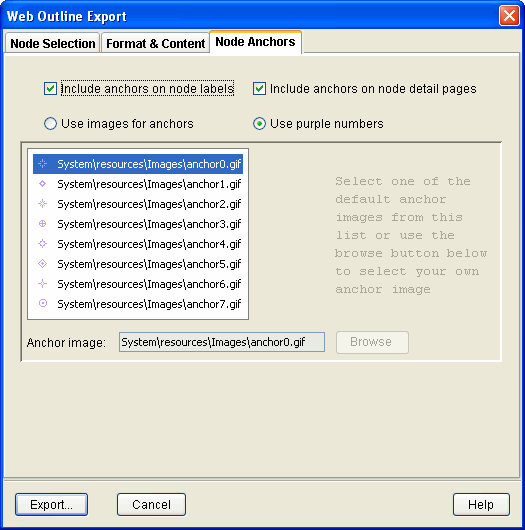 Web Outline Export
Node Selection Format & Content Node Anchors
Include anchors on node labels Include anchors on node detail pages
Use images for anchors Use purple numbers
System\resources\Images\anchor0.gif
System\resources\Images\anchor1.gif
System\resources\Images\anchor2.gif
System\resources\Images\anchor3.gif
System\resources\Images\anchor4.gif
System\resources\Images\anchor5.gif
System\resources\Images\anchor6.gif
System\resources\Images\anchor7.gif
Select one of the
default anchor
images from this
list or use the
browse button below
to select your own
anchor image
Anchor image: System\resources\Images\anchor0.gif Browse
Export... Cancel Help